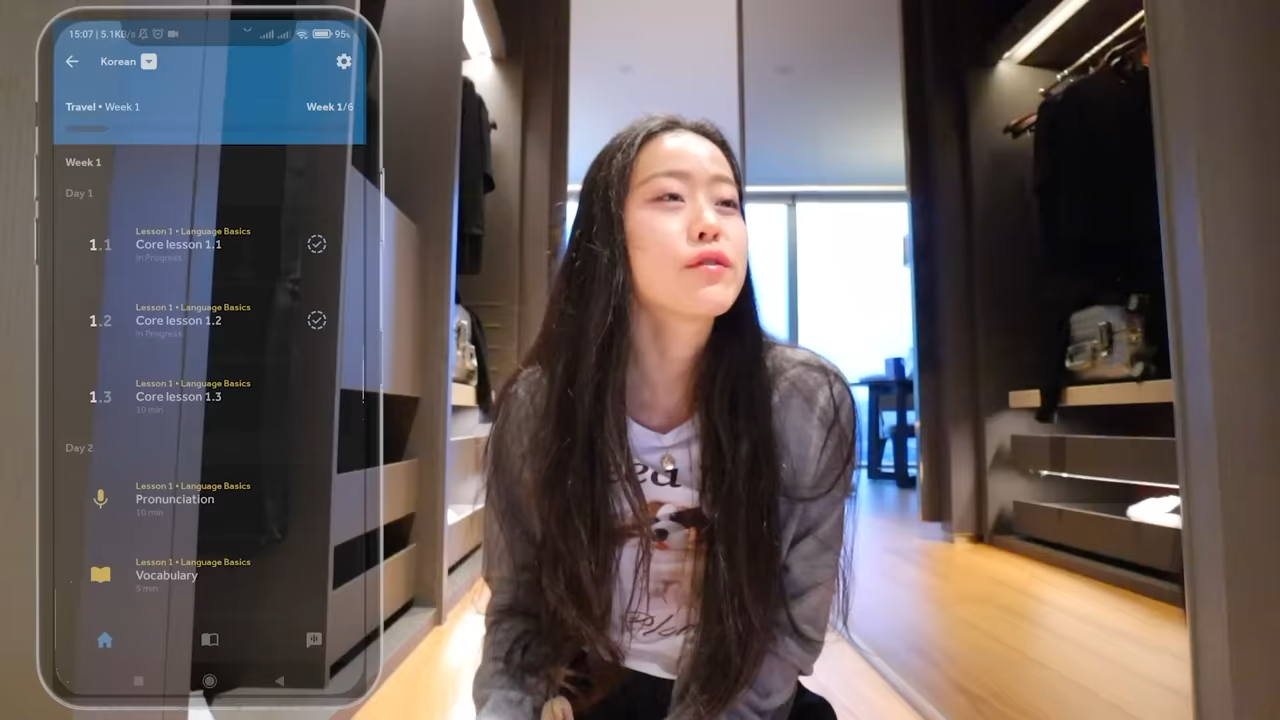 15:07 | 5.1KB/s
95%
Korean
Travel • Week 1
Week 1/6
Week 1
Day 1
Lesson 1 • Language Basics
1.1
Core lesson 1.1
In Progress
Lesson 1 • Language Basics
1.2
Core lesson 1.2
In Progress
Lesson 1 • Language Basics
1.3
Core lesson 1.3
10 min
Day 2
Lesson 1 • Language Basics
Pronunciation
10 min
Lesson 1 • Language Basics
Vocabulary
5 min